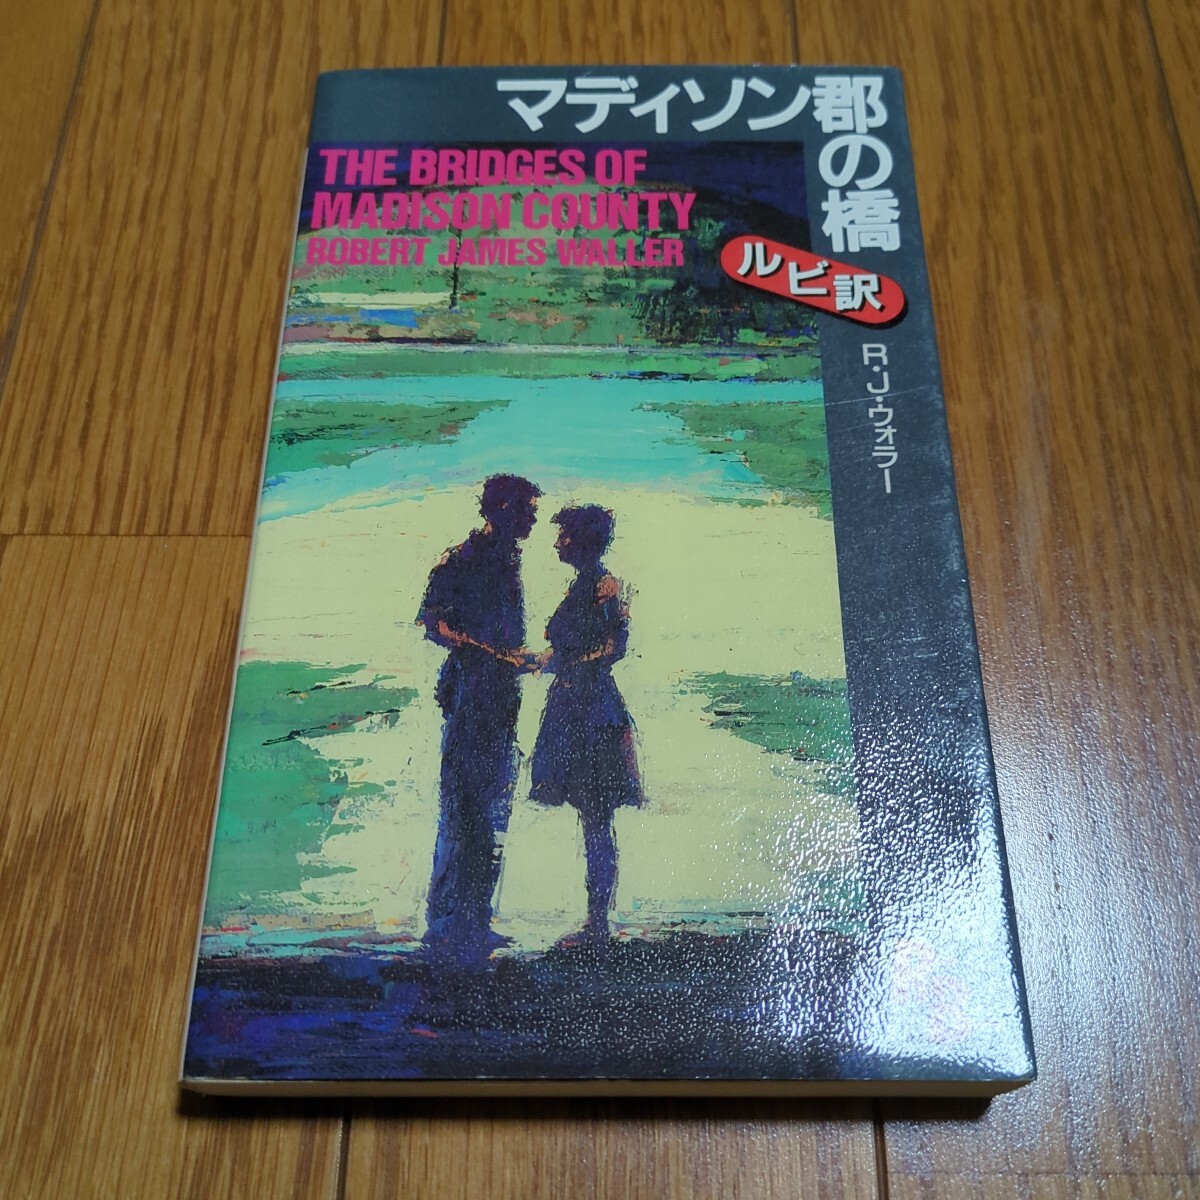 マディソン郡の橋
THE BRIDGES OF
MADISON COUNTY
ROBERT JAMES WALLER
ルビ訳
R・J・ウォラー